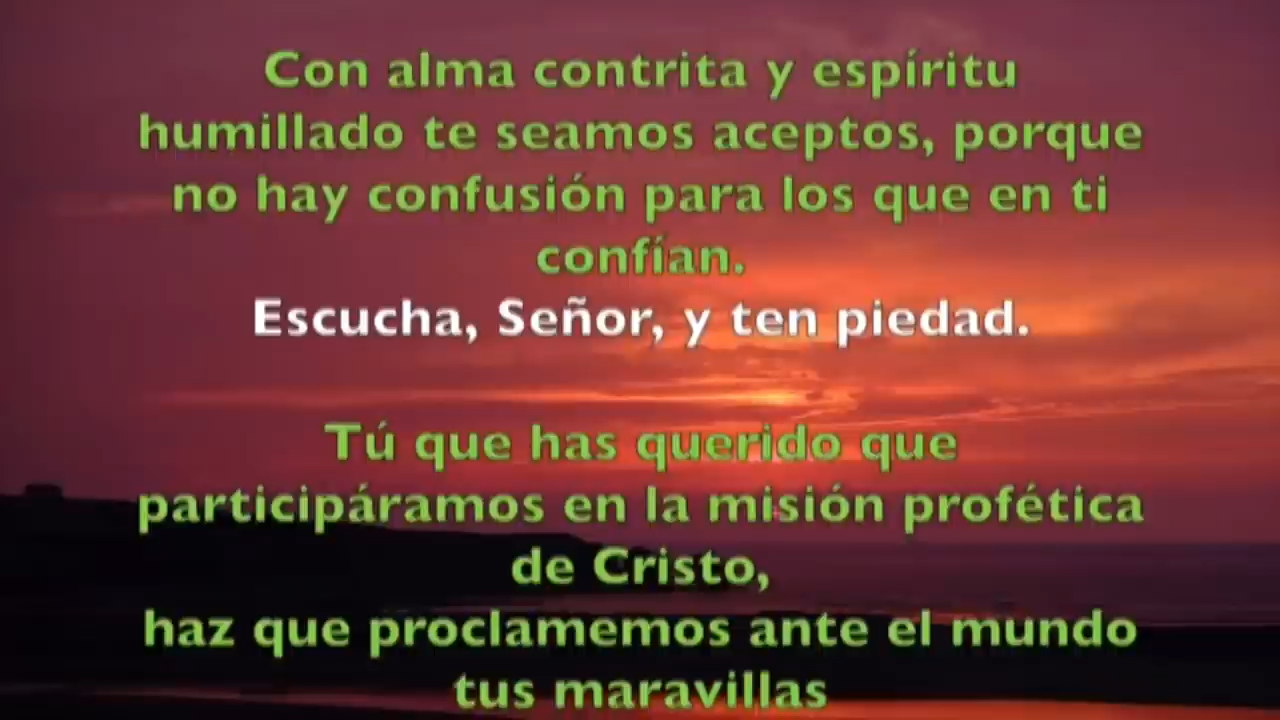 Con alma contrita y espíritu
humillado te seamos aceptos, porque
no hay confusión para los que en ti
confían.
Escucha, Señor, y ten piedad.
Tú que has querido que
participáramos en la misión profética
de Cristo,
haz que proclamemos ante el mundo
tus maravillas